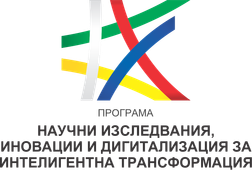 ПРОГРАМА
НАУЧНИ ИЗСЛЕДВАНИЯ,
ИНОВАЦИИ И ДИГИТАЛИЗАЦИЯ ЗА
ИНТЕЛИГЕНТНА ТРАНСФОРМАЦИЯ